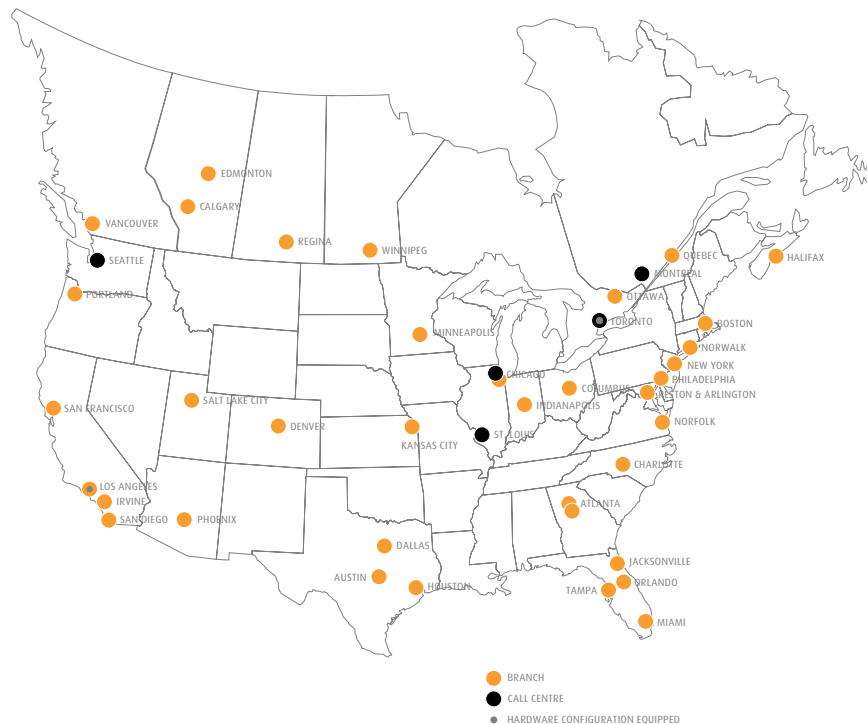 EDMONTON
CALGARY
VANCOUVER
REGINA
WINNIPEG
QUEBEC
HALIFAX
SEATTLE
MONTREAL
PORTLAND
OTTAWA
TORONTO
BOSTON
MINNEAPOLIS
NORWALK
NEW YORK
CHICAGO
PHILADELPHIA
COLUMBUS
RESTON & ARLINGTON
SALT LAKE CITY
INDIANAPOLIS
SAN FRANCISCO
NORFOLK
DENVER
ST. LOUIS
KANSAS CITY
CHARLOTTE
LOS ANGELES
IRVINE
ATLANTA
SAN DIEGO
PHOENIX
DALLAS
JACKSONVILLE
AUSTIN
ORLANDO
HOUSTON
TAMPA
MIAMI
BRANCH
CALL CENTRE
HARDWARE CONFIGURATION EQUIPPED